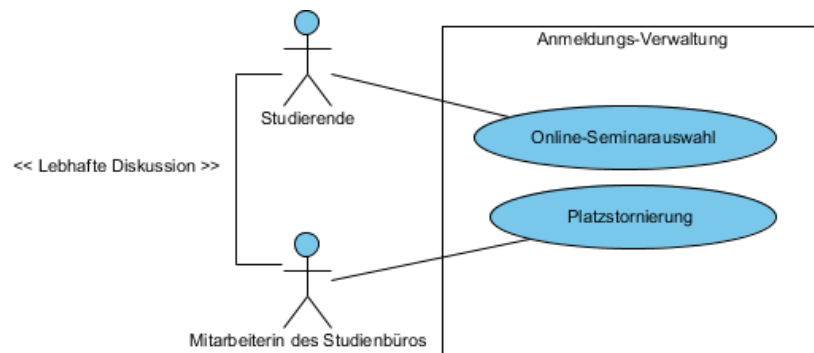 Anmeldungs-Verwaltung
Studierende
Online-Seminarauswahl
<< Lebhafte Diskussion >>
Platzstornierung
Mitarbeiterin des Studienbüros